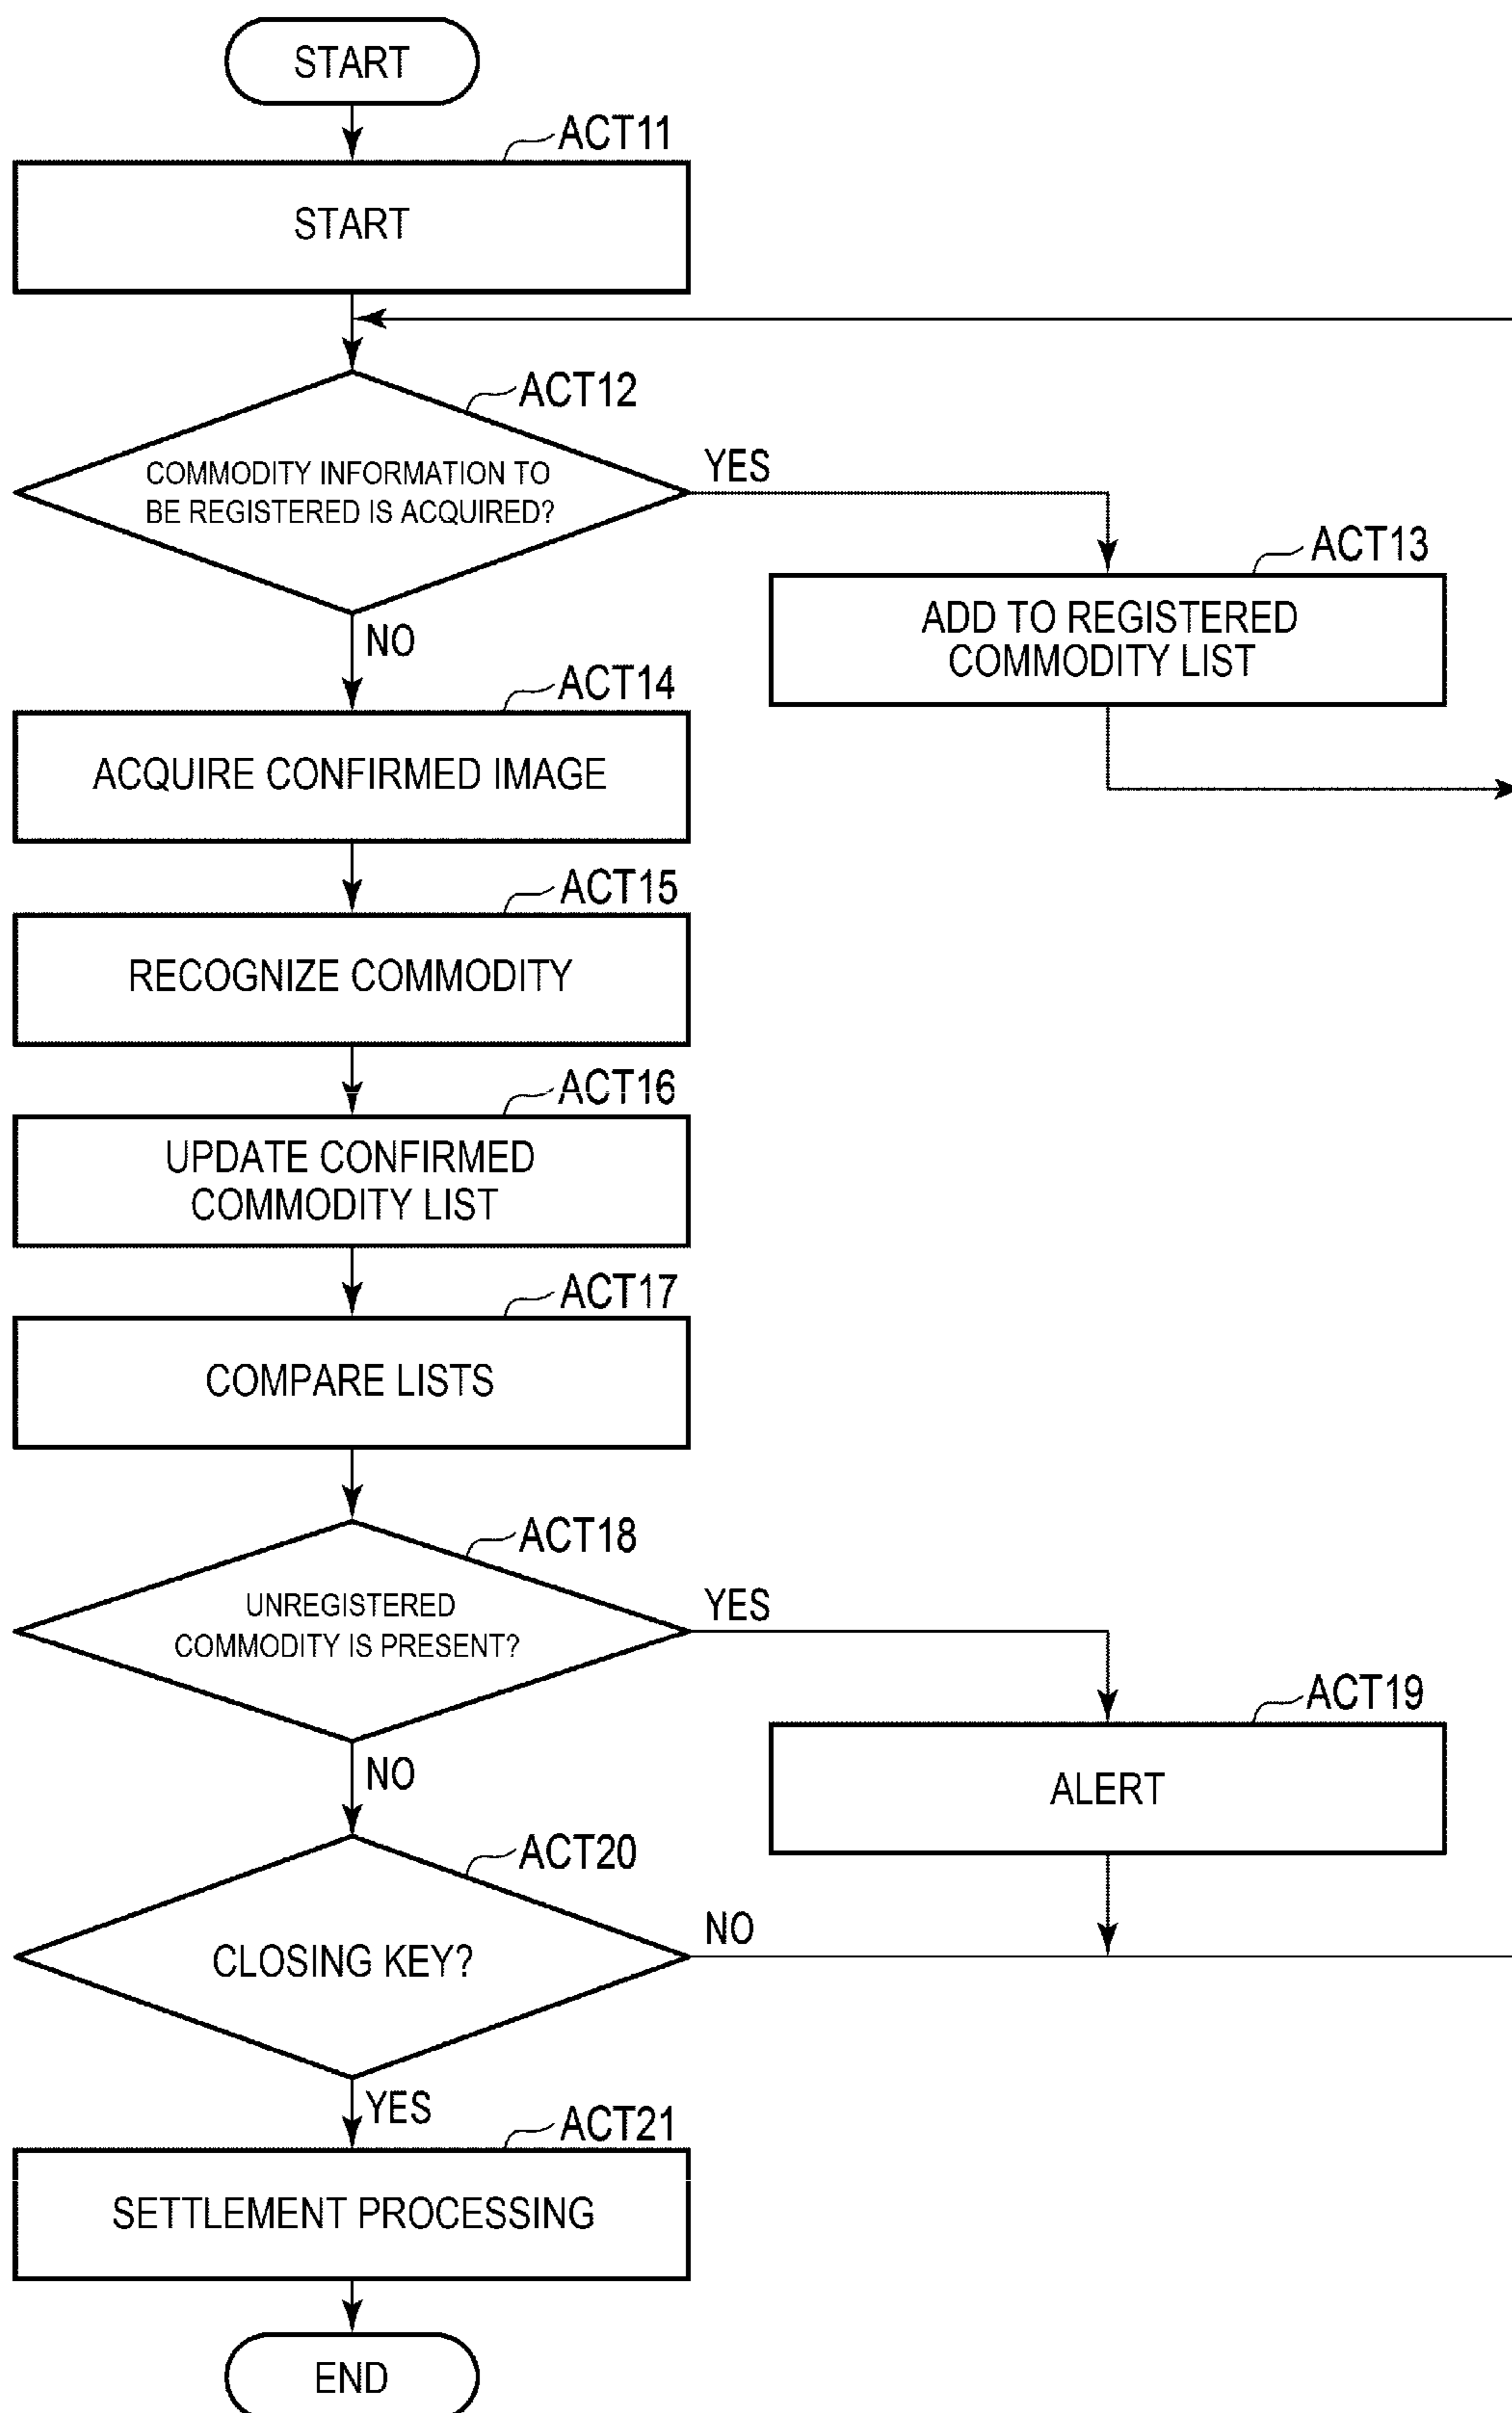 START
ACT11
START
ACT12
COMMODITY INFORMATION TO
BE REGISTERED IS ACQUIRED?
YES
NO
ACT13
ADD TO REGISTERED
COMMODITY LIST
ACT14
ACQUIRE CONFIRMED IMAGE
ACT15
RECOGNIZE COMMODITY
ACT16
UPDATE CONFIRMED
COMMODITY LIST
ACT17
COMPARE LISTS
ACT18
UNREGISTERED
COMMODITY IS PRESENT?
YES
NO
ACT19
ALERT
ACT20
CLOSING KEY?
NO
YES
ACT21
SETTLEMENT PROCESSING
END